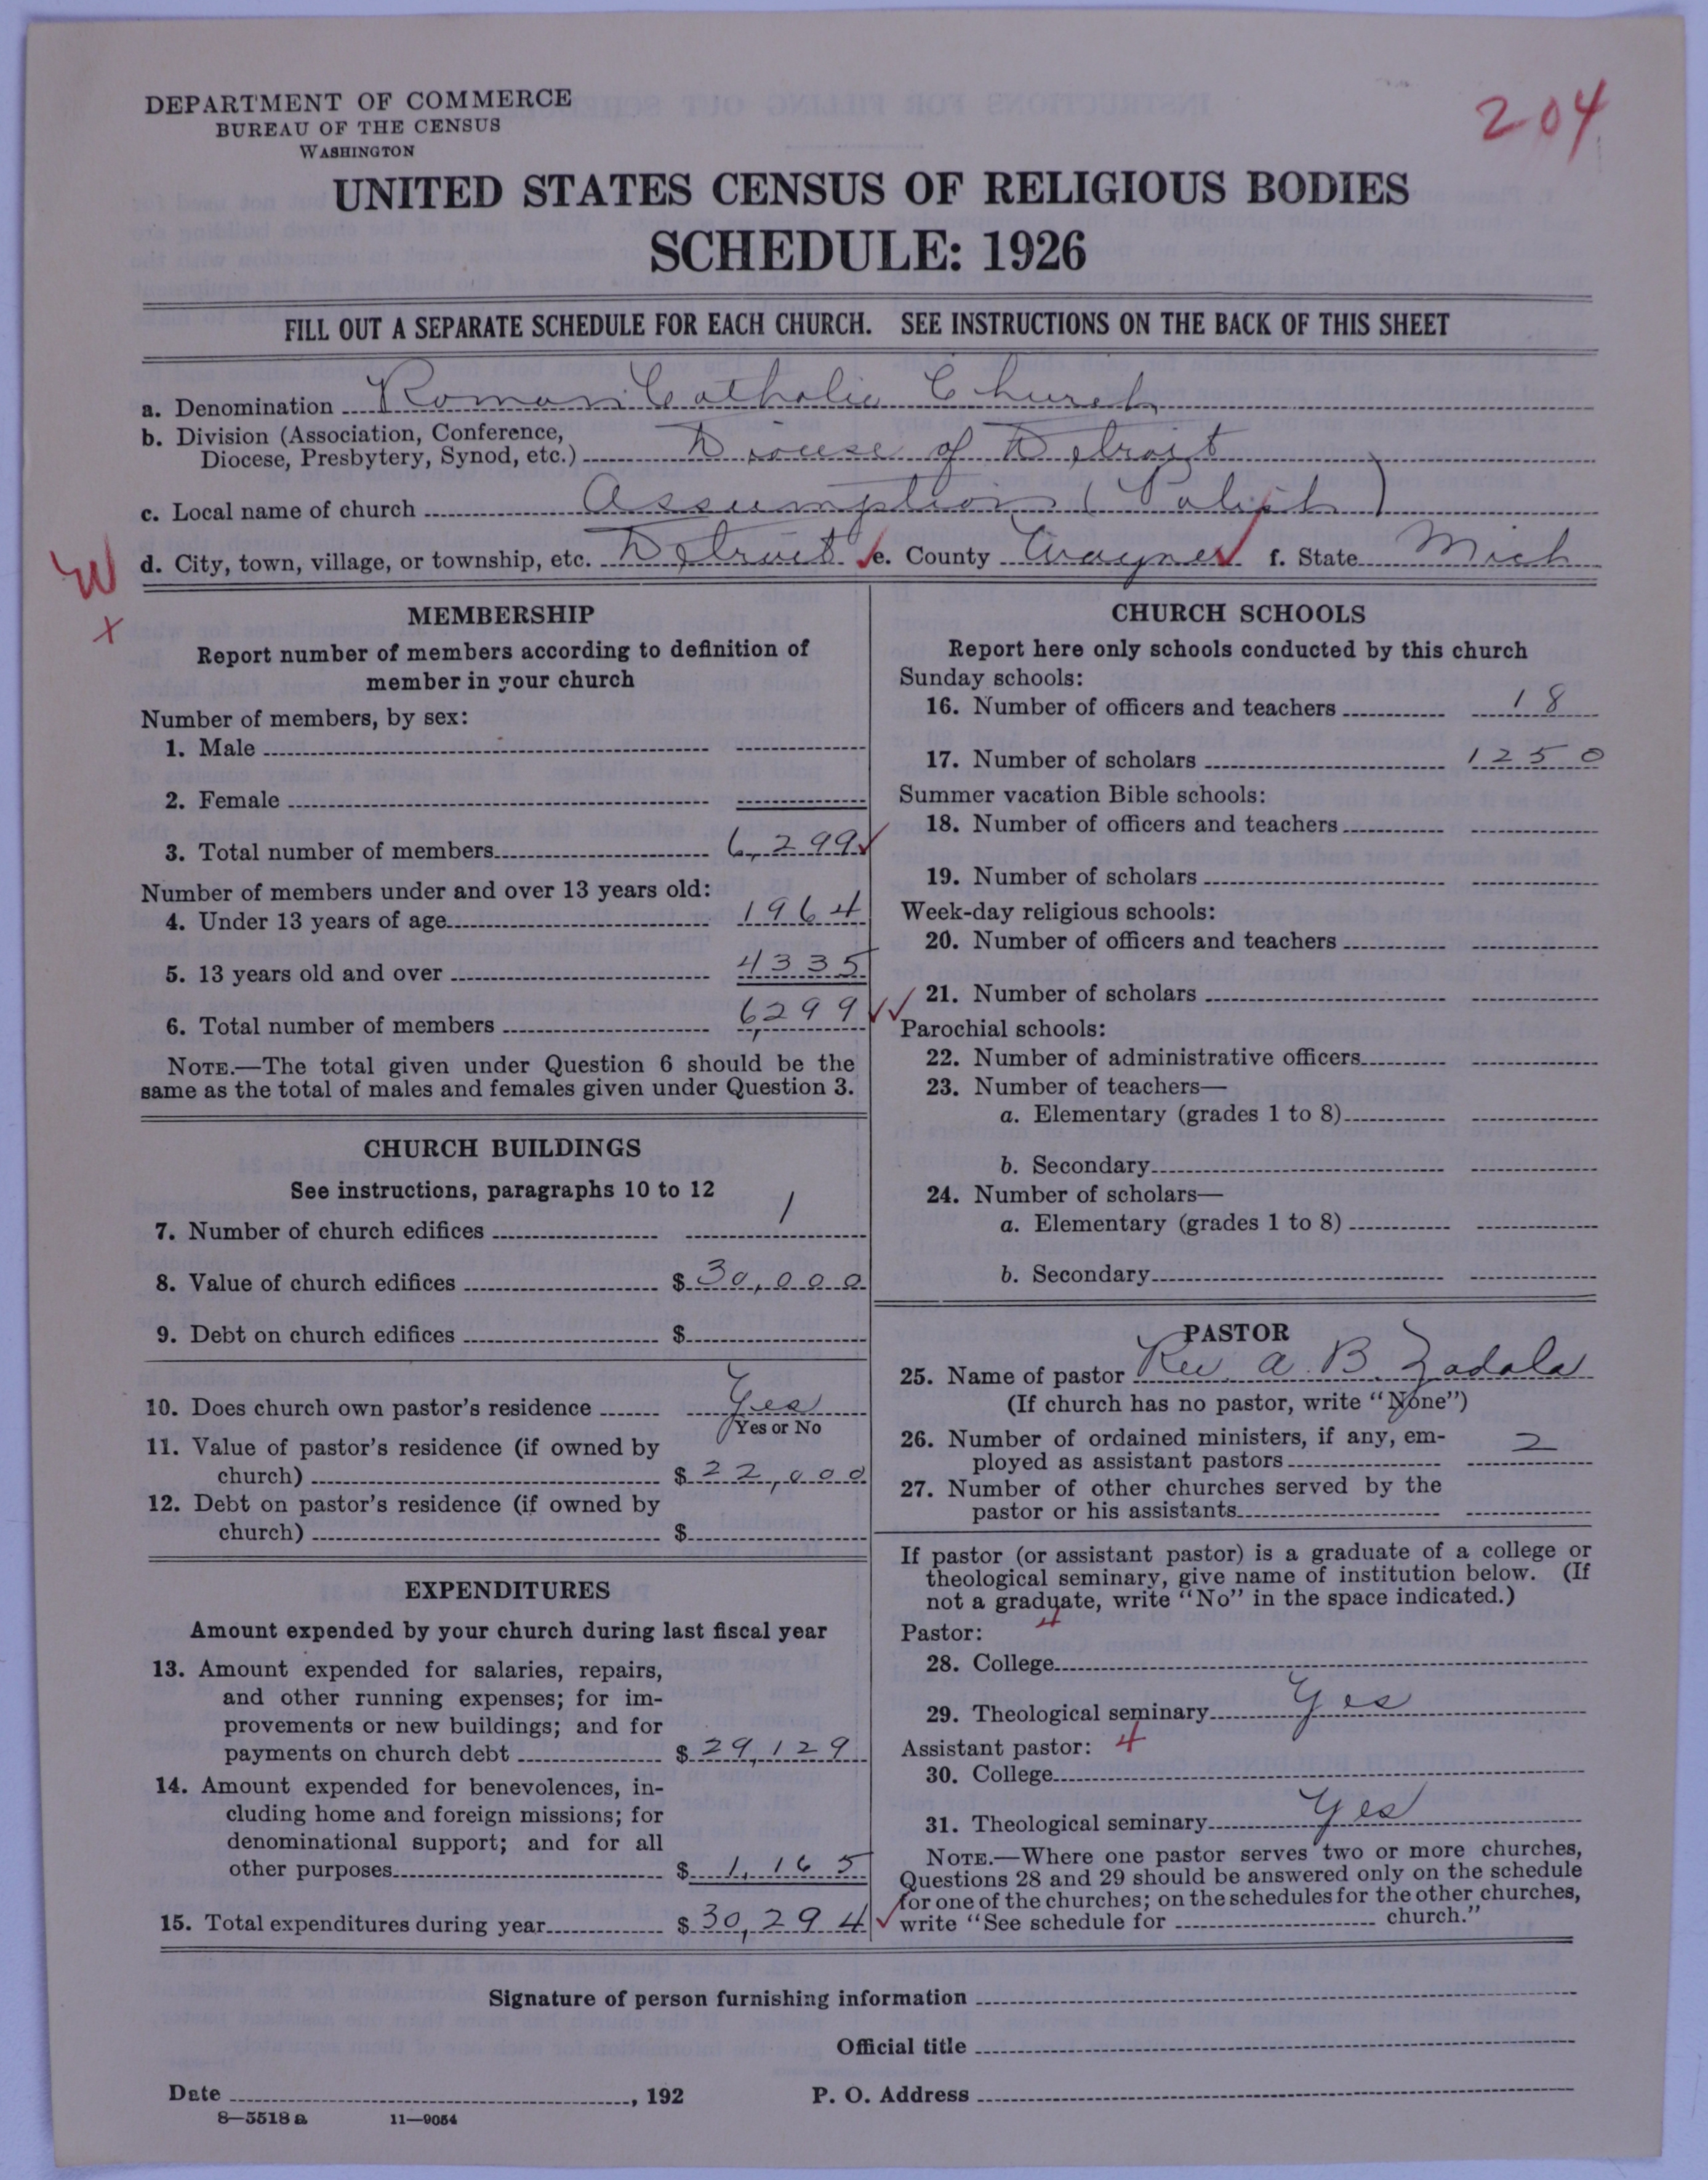 204
DEPARTMENT OF COMMERCE
BUREAU OF THE CENSUS
WASHINGTON
UNITED STATES CENSUS OF RELIGIOUS BODIES
SCHEDULE: 1926
FILL OUT A SEPARATE SCHEDULE FOR EACH CHURCH. SEE INSTRUCTIONS ON THE BACK OF THIS SHEET
a. Denomination Roman Catholic Church
b. Division (Association, Conference,
Diocese, Presbytery, Synod, etc.) Diocese of Detroit
c. Local name of church Assumption (Polish)
W d. City, town, village, or township, etc. Detroit e. County Wayne f. State Mich
x
MEMBERSHIP
Report number of members according to definition of
member in your church
Number of members, by sex:
1. Male
2. Female
3. Total number of members 6,299 ✓
Number of members under and over 13 years old:
4. Under 13 years of age 1964
5. 13 years old and over 4335
6. Total number of members 6,299 ✓✓
NOTE.—The total given under Question 6 should be the
same as the total of males and females given under Question 3.
CHURCH BUILDINGS
See instructions, paragraphs 10 to 12
7. Number of church edifices 1
8. Value of church edifices $ 30,000
9. Debt on church edifices $
10. Does church own pastor's residence Yes
Yes or No
11. Value of pastor's residence (if owned by
church) $ 22,000
12. Debt on pastor's residence (if owned by
church) $
EXPENDITURES
Amount expended by your church during last fiscal year
13. Amount expended for salaries, repairs,
and other running expenses; for im-
provements or new buildings; and for
payments on church debt $ 29,129
14. Amount expended for benevolences, in-
cluding home and foreign missions; for
denominational support; and for all
other purposes $ 1,165
15. Total expenditures during year $ 30,294 ✓
CHURCH SCHOOLS
Report here only schools conducted by this church
Sunday schools:
16. Number of officers and teachers 18
17. Number of scholars 1250
Summer vacation Bible schools:
18. Number of officers and teachers
19. Number of scholars
Week-day religious schools:
20. Number of officers and teachers
21. Number of scholars
Parochial schools:
22. Number of administrative officers
23. Number of teachers—
a. Elementary (grades 1 to 8)
b. Secondary
24. Number of scholars—
a. Elementary (grades 1 to 8)
b. Secondary
PASTOR
25. Name of pastor Rev. A. B. Zadala
(If church has no pastor, write "None")
26. Number of ordained ministers, if any, em-
ployed as assistant pastors 2
27. Number of other churches served by the
pastor or his assistants
If pastor (or assistant pastor) is a graduate of a college or
theological seminary, give name of institution below. (If
not a graduate, write "No" in the space indicated.)
Pastor: 4
28. College
29. Theological seminary Yes
Assistant pastor: 4
30. College
31. Theological seminary Yes
NOTE.—Where one pastor serves two or more churches,
Questions 28 and 29 should be answered only on the schedule
for one of the churches; on the schedules for the other churches,
write "See schedule for church."
Signature of person furnishing information
Official title
Date , 192 P. O. Address
8—5518 a 11—9054